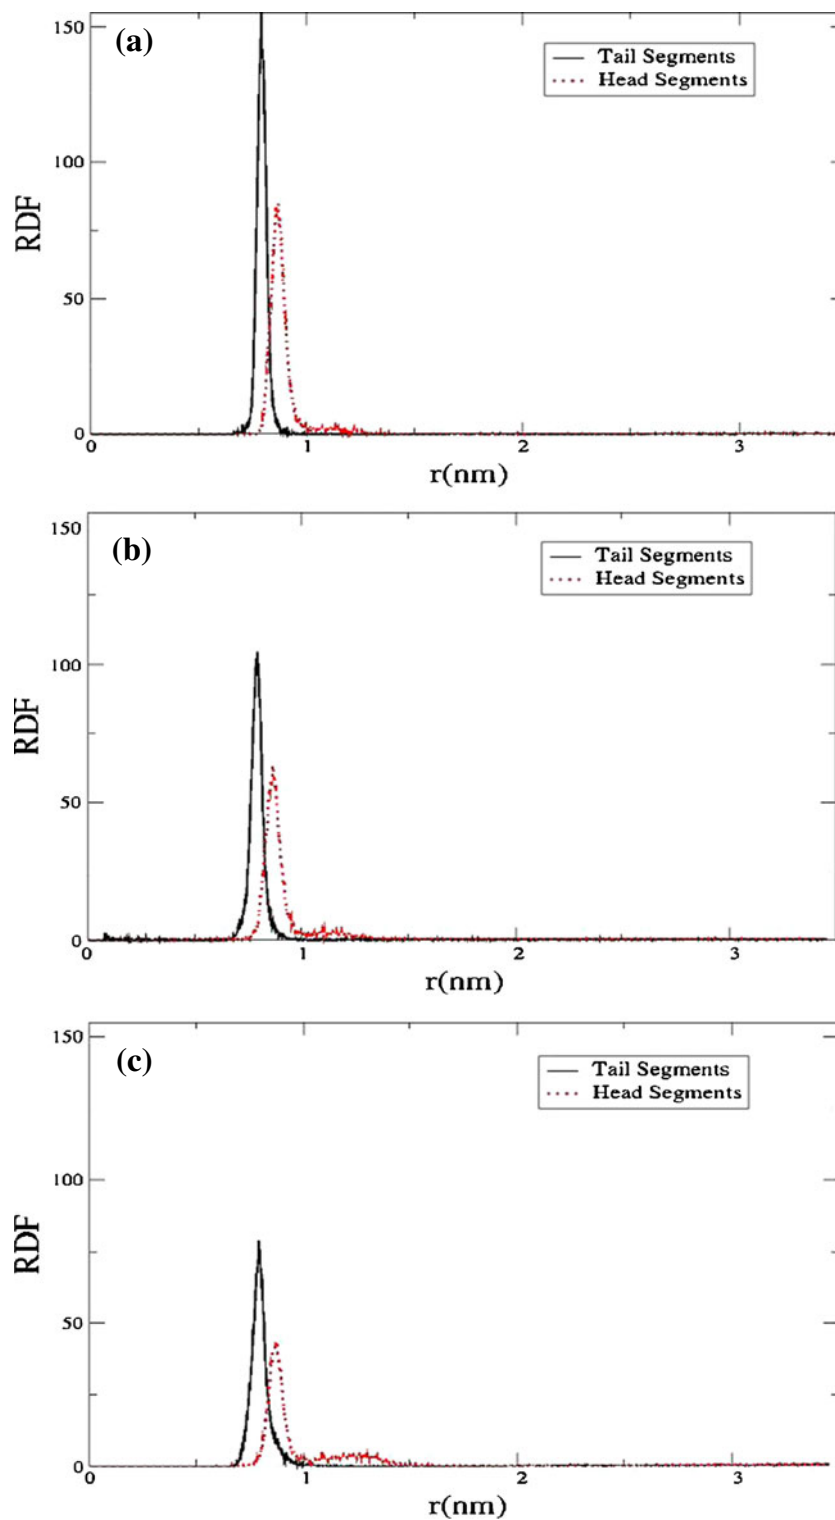 (a)
150
100
50
0
RDF
Tail Segments
Head Segments
0 1 2 3
r(nm)
(b)
150
100
50
0
RDF
Tail Segments
Head Segments
0 1 2 3
r(nm)
(c)
150
100
50
0
RDF
Tail Segments
Head Segments
0 1 2 3
r(nm)